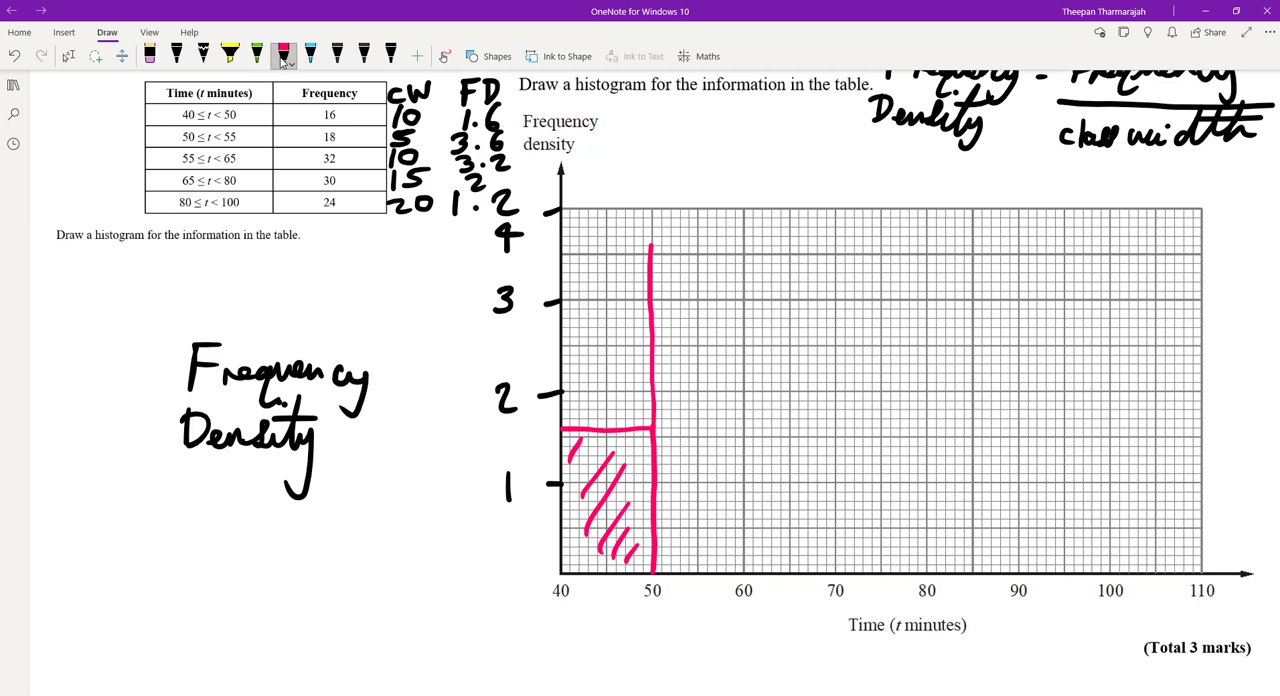 OneNote for Windows 10
Theepan Tharmarajah
Home Insert Draw View Help
Share
Shapes Ink to Shape Ink to Text Maths
Time (t minutes) Frequency CW FD
40 ≤ t < 50 16 10 1.6
50 ≤ t < 55 18 5 3.6
55 ≤ t < 65 32 10 3.2
65 ≤ t < 80 30 15 2
80 ≤ t < 100 24 20 1.2
Draw a histogram for the information in the table.
Draw a histogram for the information in the table.
Frequency
Density
=
Frequency
class width
Frequency
density
4
3
2
1
Frequency
Density
40 50 60 70 80 90 100 110
Time (t minutes)
(Total 3 marks)